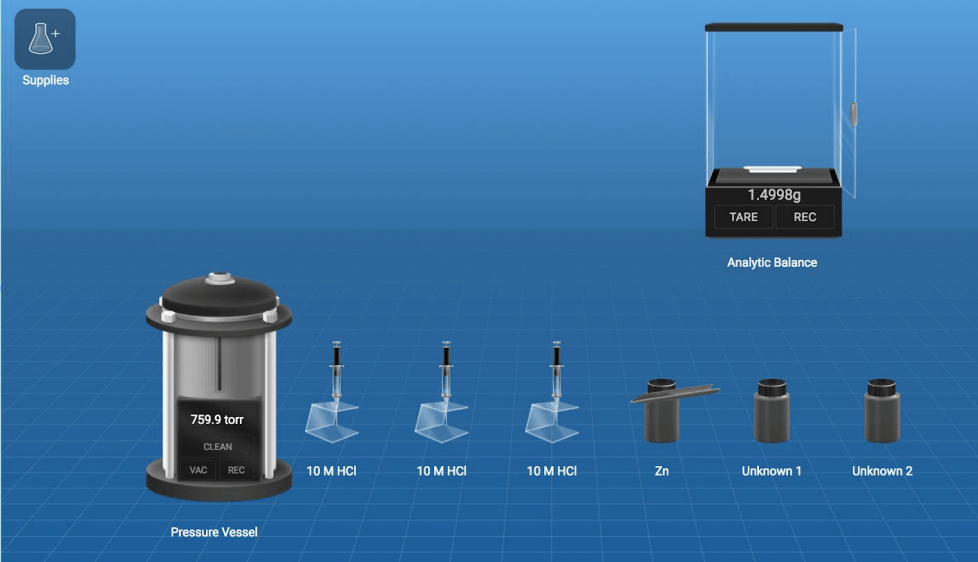 Supplies
1.4998g
TARE REC
Analytic Balance
759.9 torr
CLEAN
VAC REC
Pressure Vessel
10 M HCl
10 M HCl
10 M HCl
Zn
Unknown 1
Unknown 2